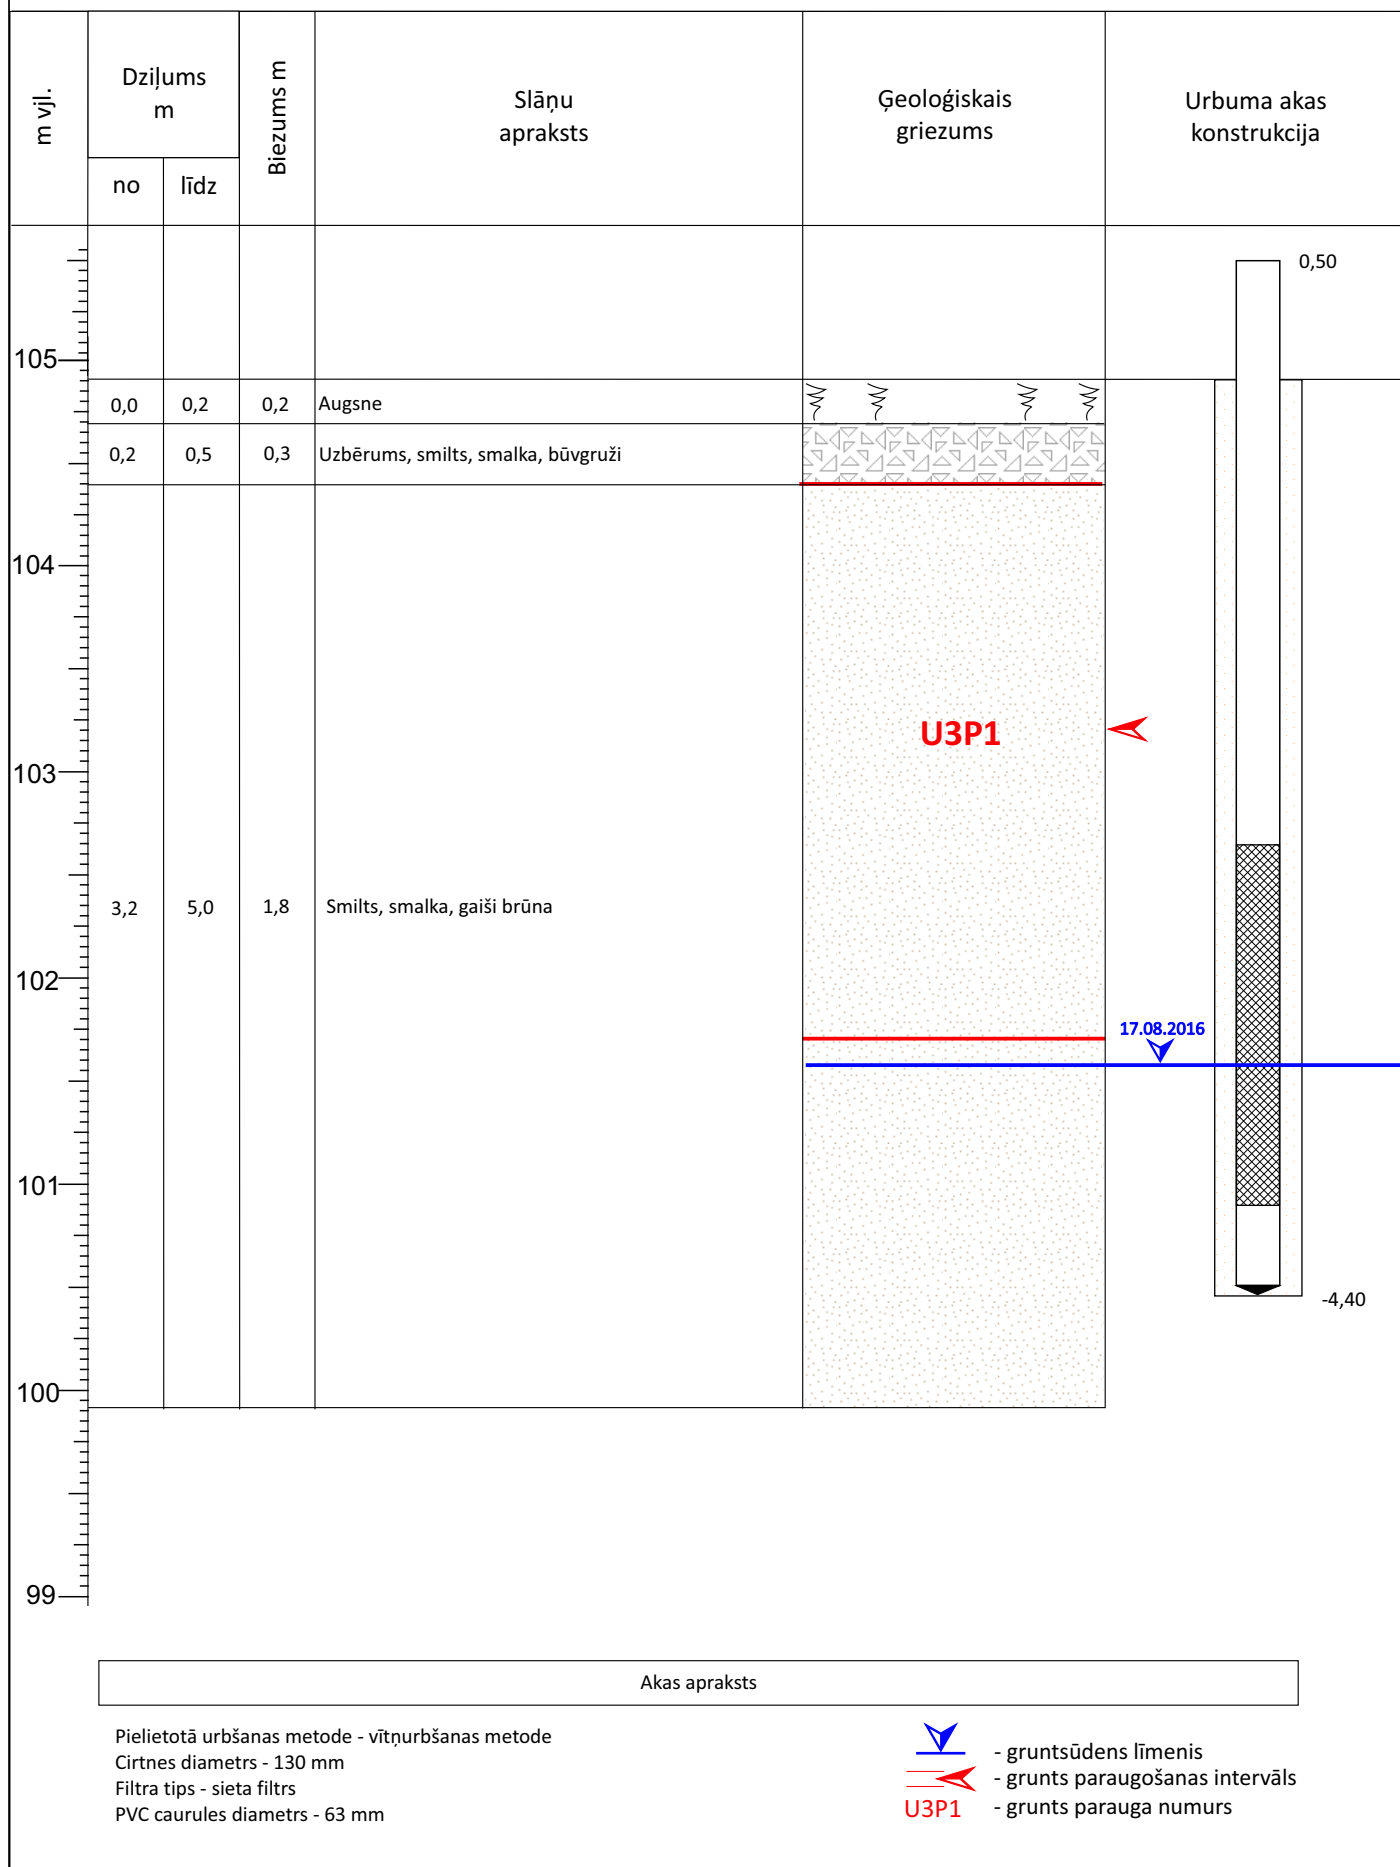 m vjl.
Dziļums
m
no
līdz
Biezums m
Slāņu
apraksts
Ģeoloģiskais
griezums
Urbuma akas
konstrukcija
0,50
105
0,0 0,2 0,2 Augsne
0,2 0,5 0,3 Uzbērums, smilts, smalka, būvgruži
104
U3P1
103
3,2 5,0 1,8 Smilts, smalka, gaiši brūna
102
17.08.2016
101
-4,40
100
99
Akas apraksts
Pielietotā urbšanas metode - vītņurbšanas metode
Cirtnes diametrs - 130 mm
Filtra tips - sieta filtrs
PVC caurules diametrs - 63 mm
- gruntsūdens līmenis
- grunts paraugošanas intervāls
U3P1 - grunts parauga numurs